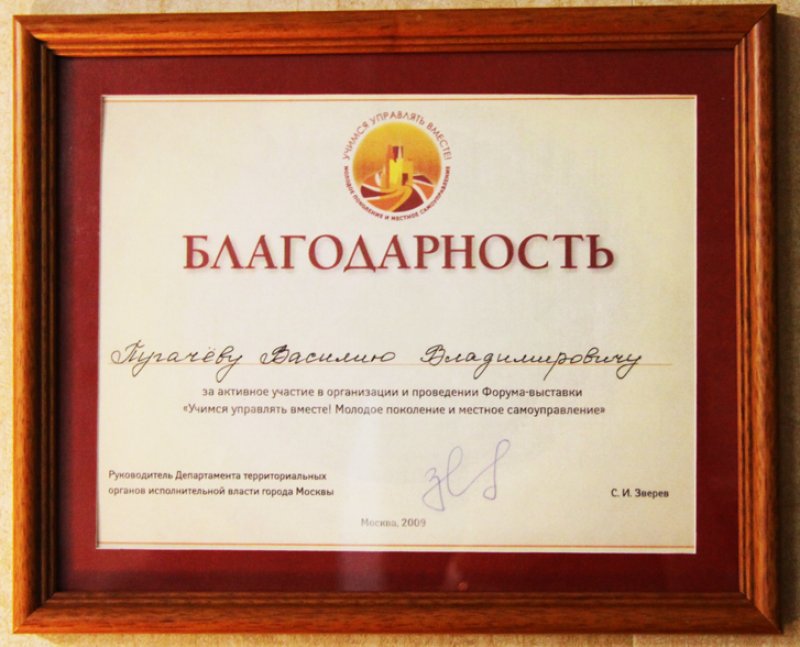 УЧИМСЯ УПРАВЛЯТЬ ВМЕСТЕ!
МОЛОДОЕ ПОКОЛЕНИЕ И МЕСТНОЕ САМОУПРАВЛЕНИЕ
БЛАГОДАРНОСТЬ
Пугачёву Василию Владимировичу
за активное участие в организации и проведении Форума-выставки
«Учимся управлять вместе! Молодое поколение и местное самоуправление»
Руководитель Департамента территориальных
органов исполнительной власти города Москвы
С. И. Зверев
Москва, 2009